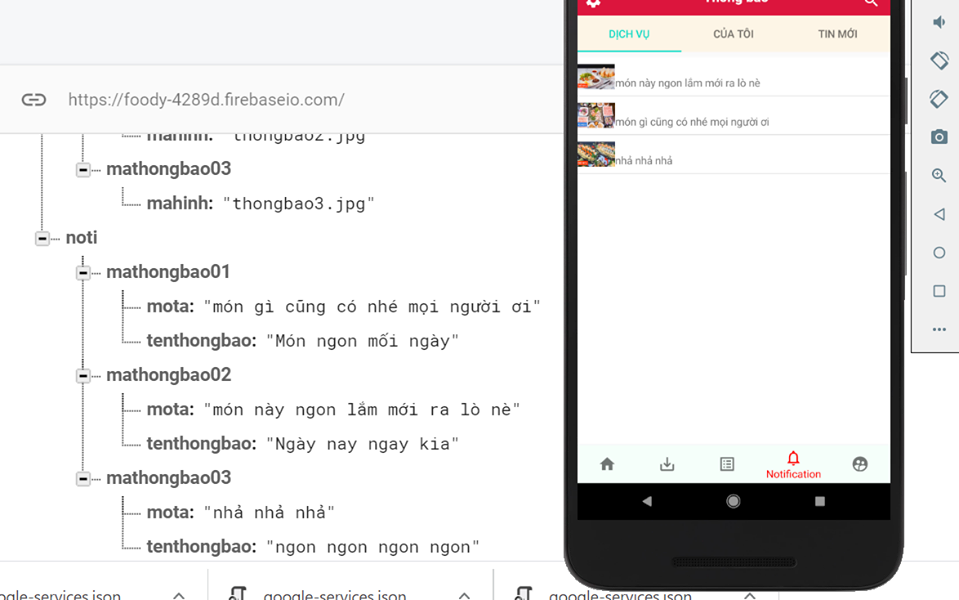 Thông báo
DỊCH VỤ CỦA TÔI TIN MỚI
món này ngon lắm mới ra lò nè
món gì cũng có nhé mọi người ơi
nhả nhả nhả
Notification
https://foody-4289d.firebaseio.com/
mahinh: "thongbao2.jpg
mathongbao03
mahinh: "thongbao3.jpg"
noti
mathongbao01
mota: "món gì cũng có nhé mọi người ơi"
tenthongbao: "Món ngon mối ngày"
mathongbao02
mota: "món này ngon lắm mới ra lò nè"
tenthongbao: "Ngày nay ngay kia"
mathongbao03
mota: "nhả nhả nhả"
tenthongbao: "ngon ngon ngon ngon"
ogle-services.json google-services.json google-services.json